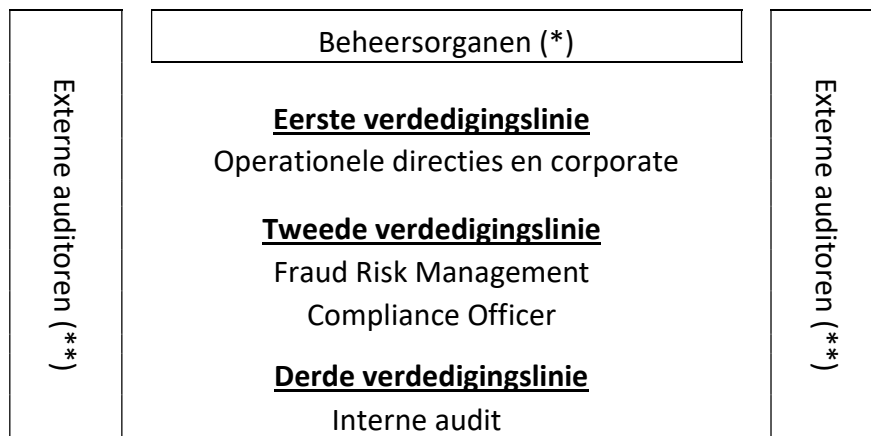 Externe auditoren (**)
Beheersorganen (*)
Eerste verdedigingslinie
Operationele directies en corporate
Tweede verdedigingslinie
Fraud Risk Management
Compliance Officer
Derde verdedigingslinie
Interne audit
Externe auditoren (**)